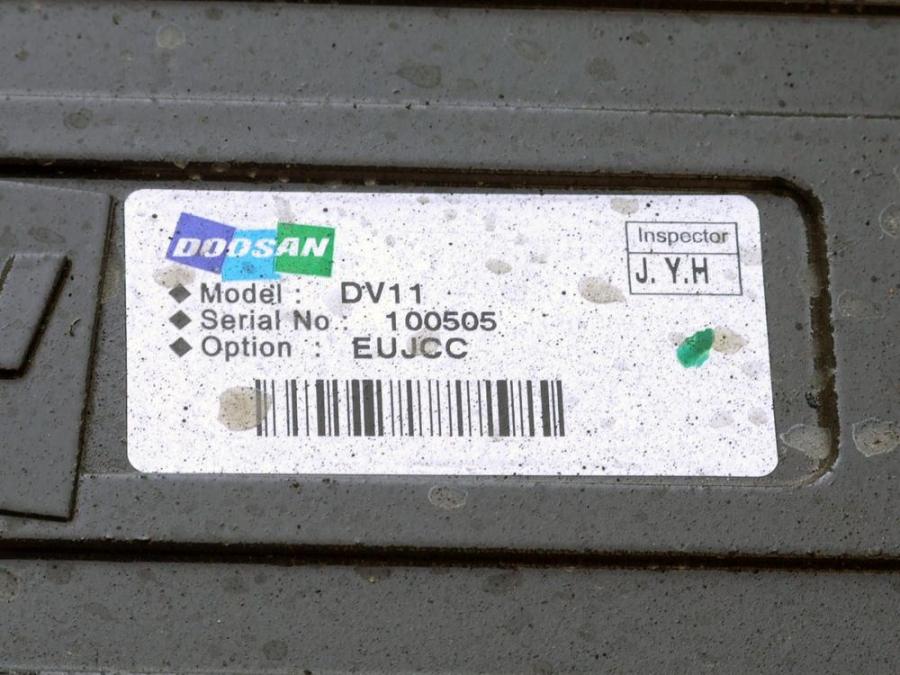 DOOSAN
Inspector
J. Y. H
◆ Model : DV11
◆ Serial No : 100505
◆ Option : EUJCC